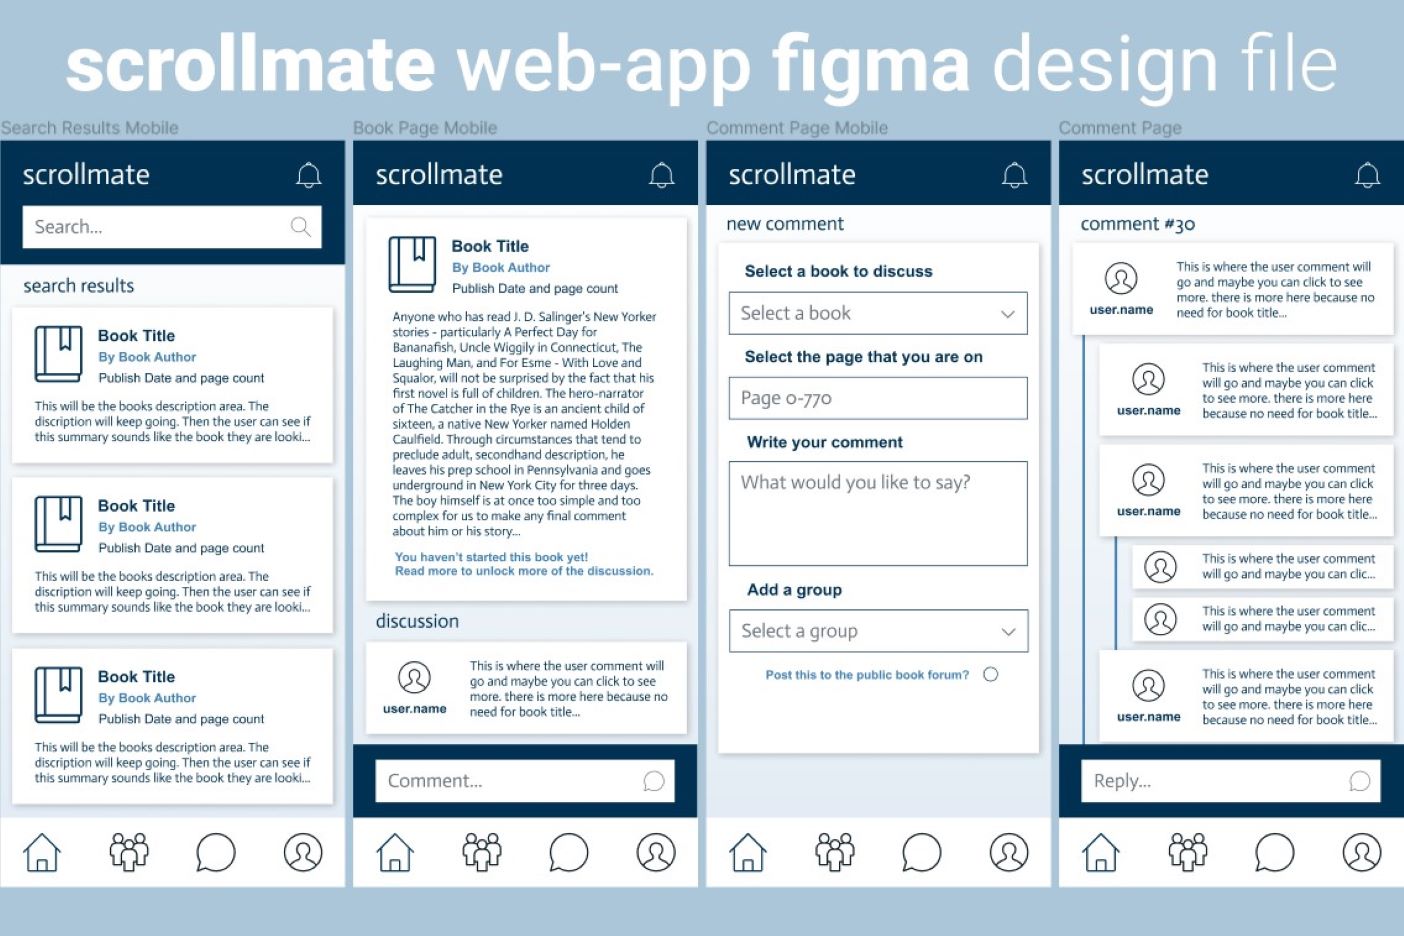 scrollmate web-app figma design file
Search Results Mobile
scrollmate
Search...
search results
Book Title
By Book Author
Publish Date and page count
This will be the books description area. The
discription will keep going. Then the user can see if
this summary sounds like the book they are looki...
Book Title
By Book Author
Publish Date and page count
This will be the books description area. The
discription will keep going. Then the user can see if
this summary sounds like the book they are looki...
Book Title
By Book Author
Publish Date and page count
This will be the books description area. The
discription will keep going. Then the user can see if
this summary sounds like the book they are looki...
Book Page Mobile
scrollmate
Book Title
By Book Author
Publish Date and page count
Anyone who has read J. D. Salinger's New Yorker
stories - particularly A Perfect Day for
Bananafish, Uncle Wiggily in Connecticut, The
Laughing Man, and For Esme - With Love and
Squalor, will not be surprised by the fact that his
first novel is full of children. The hero-narrator
of The Catcher in the Rye is an ancient child of
sixteen, a native New Yorker named Holden
Caulfield. Through circumstances that tend to
preclude adult, secondhand description, he
leaves his prep school in Pennsylvania and goes
underground in New York City for three days.
The boy himself is at once too simple and too
complex for us to make any final comment
about him or his story...
You haven't started this book yet!
Read more to unlock more of the discussion.
discussion
user.name
This is where the user comment will
go and maybe you can click to see
more. there is more here because no
need for book title...
Comment...
Comment Page Mobile
scrollmate
new comment
Select a book to discuss
Select a book
Select the page that you are on
Page 0-770
Write your comment
What would you like to say?
Add a group
Select a group
Post this to the public book forum?
Comment Page
scrollmate
comment #30
user.name
This is where the user comment will
go and maybe you can click to see
more. there is more here because no
need for book title...
user.name
This is where the user comment
will go and maybe you can click
to see more. there is more here
because no need for book title...
user.name
This is where the user comment
will go and maybe you can click
to see more. there is more here
because no need for book title...
This is where the user comment
will go and maybe you can clic...
This is where the user comment
will go and maybe you can clic...
user.name
This is where the user comment
will go and maybe you can click
to see more. there is more here
because no need for book title...
Reply...